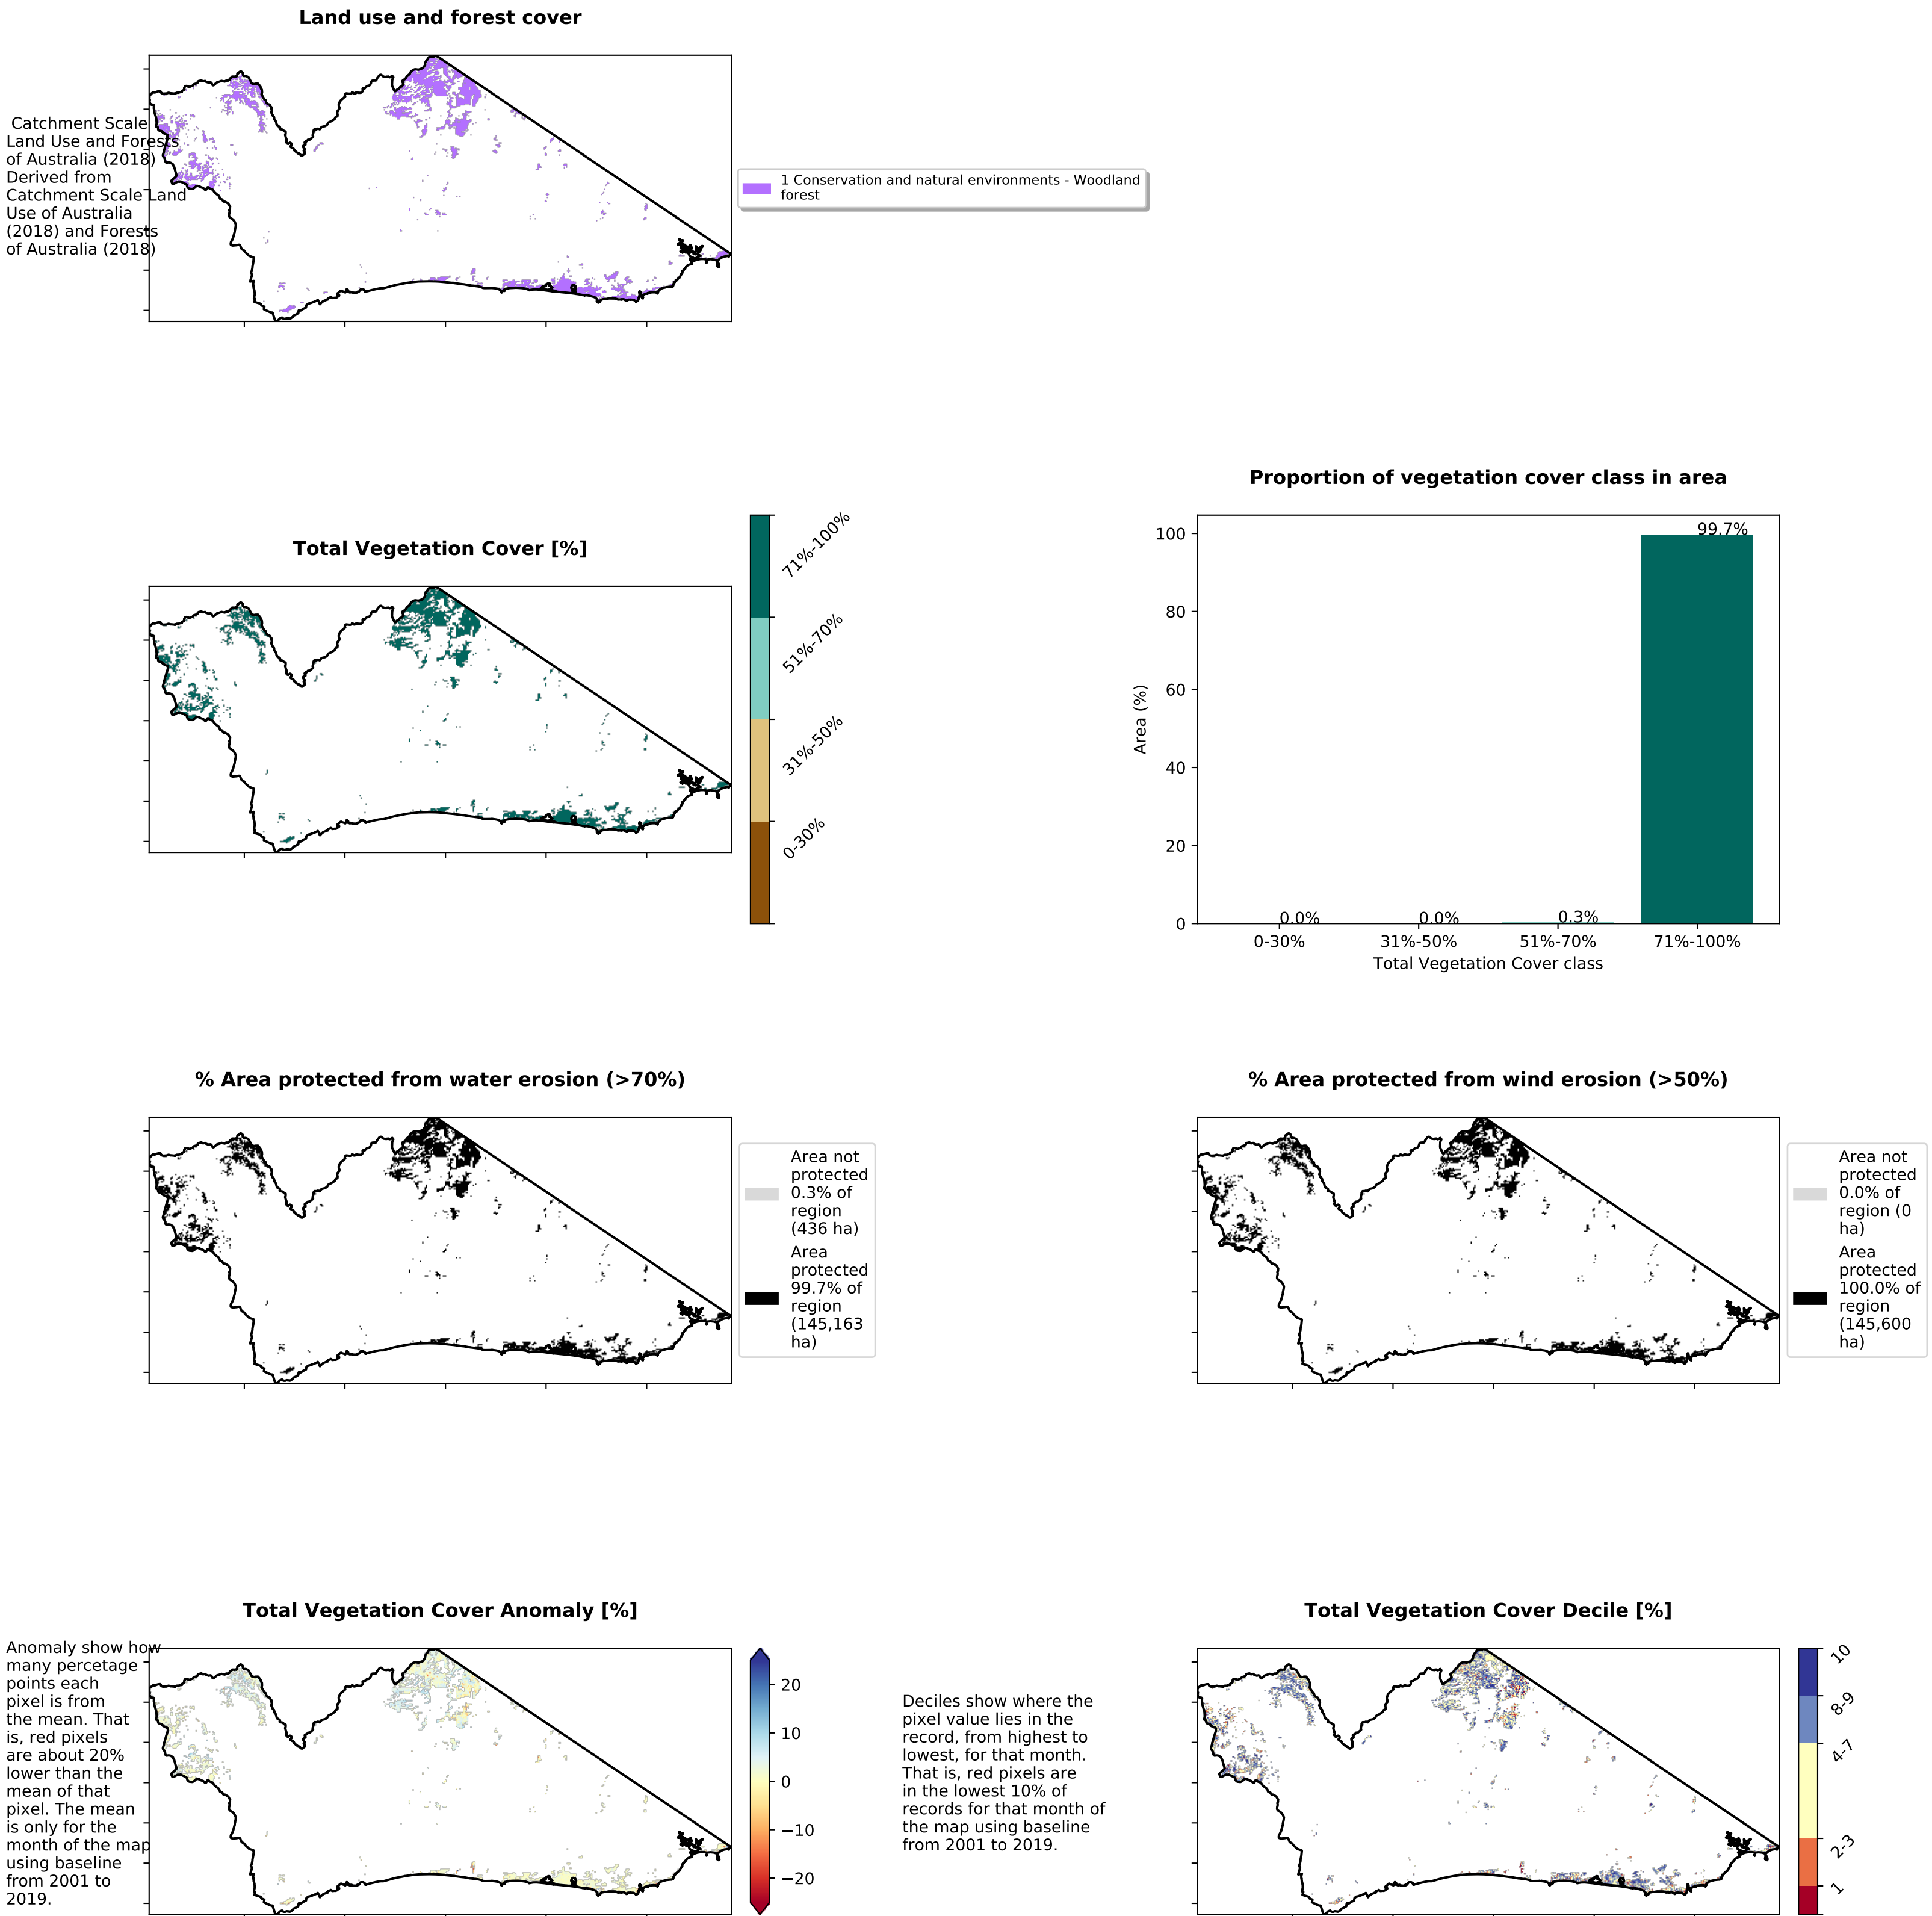 Land use and forest cover
Catchment Scale
Land Use and Forests
of Australia (2018)
Derived from
Catchment Scale Land
Use of Australia
(2018) and Forests
of Australia (2018)
1 Conservation and natural environments - Woodland
forest
Total Vegetation Cover [%]
71%-100%
51%-70%
31%-50%
0-30%
Proportion of vegetation cover class in area
Area (%)
100
80
60
40
20
0
0.0%
0.0%
0.3%
99.7%
0-30%
31%-50%
51%-70%
71%-100%
Total Vegetation Cover class
% Area protected from water erosion (>70%)
Area not
protected
0.3% of
region
(436 ha)
Area
protected
99.7% of
region
(145,163
ha)
% Area protected from wind erosion (>50%)
Area not
protected
0.0% of
region (0
ha)
Area
protected
100.0% of
region
(145,600
ha)
Total Vegetation Cover Anomaly [%]
Anomaly show how
many percetage
points each
pixel is from
the mean. That
is, red pixels
are about 20%
lower than the
mean of that
pixel. The mean
is only for the
month of the map
using baseline
from 2001 to
2019.
20
10
0
−10
−20
Total Vegetation Cover Decile [%]
Deciles show where the
pixel value lies in the
record, from highest to
lowest, for that month.
That is, red pixels are
in the lowest 10% of
records for that month of
the map using baseline
from 2001 to 2019.
10
8-9
4-7
2-3
1